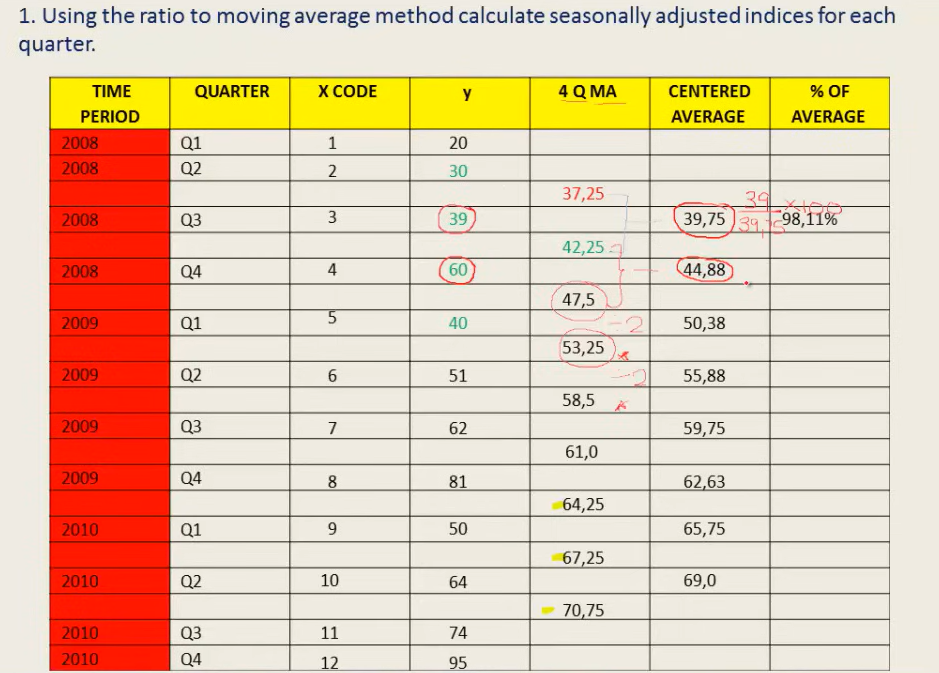 1. Using the ratio to moving average method calculate seasonally adjusted indices for each
quarter.
TIME PERIOD QUARTER X CODE y 4 Q MA CENTERED AVERAGE % OF AVERAGE
2008 Q1 1 20
2008 Q2 2 30
37,25
2008 Q3 3 39 39,75 39 / 39,75 x100 98,11%
42,25
2008 Q4 4 60 44,88
47,5
2009 Q1 5 40 50,38
÷2
53,25
2009 Q2 6 51 55,88
÷2
58,5
2009 Q3 7 62 59,75
61,0
2009 Q4 8 81 62,63
64,25
2010 Q1 9 50 65,75
67,25
2010 Q2 10 64 69,0
70,75
2010 Q3 11 74
2010 Q4 12 95